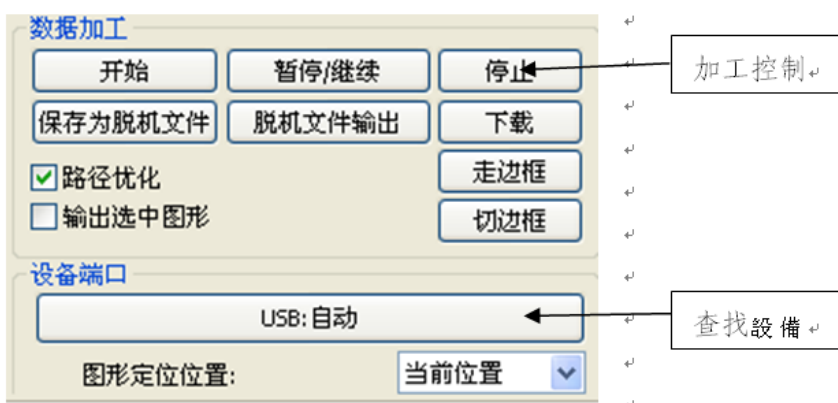 数据加工
开始 暂停/继续 停止 加工控制
保存为脱机文件 脱机文件输出 下载
路径优化 走边框
输出选中图形 切边框
设备端口
USB:自动 查找設備
图形定位位置: 当前位置